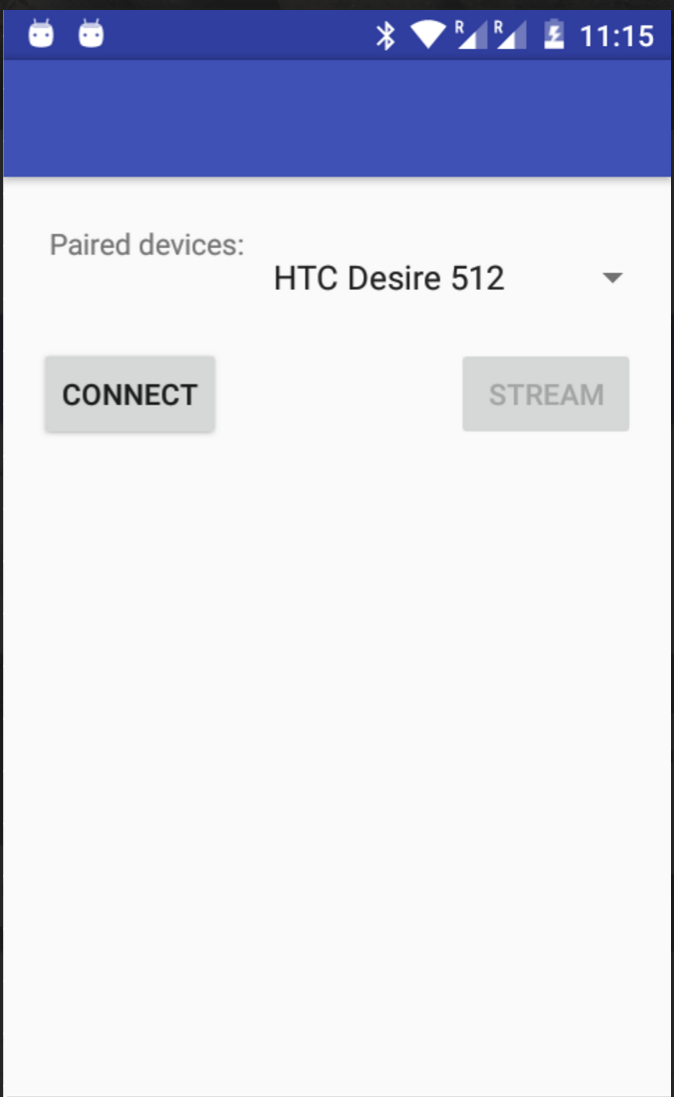 R R 11:15
Paired devices:
HTC Desire 512
CONNECT STREAM